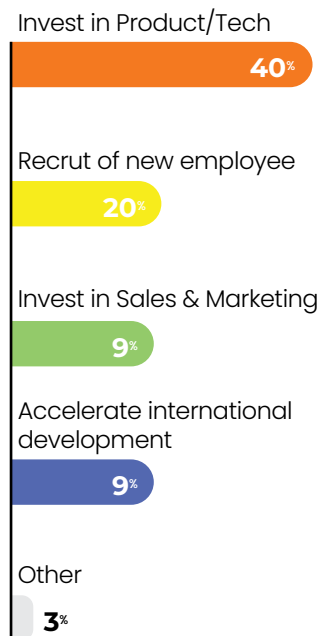 Invest in Product/Tech
40%
Recrut of new employee
20%
Invest in Sales & Marketing
9%
Accelerate international
development
9%
Other
3%